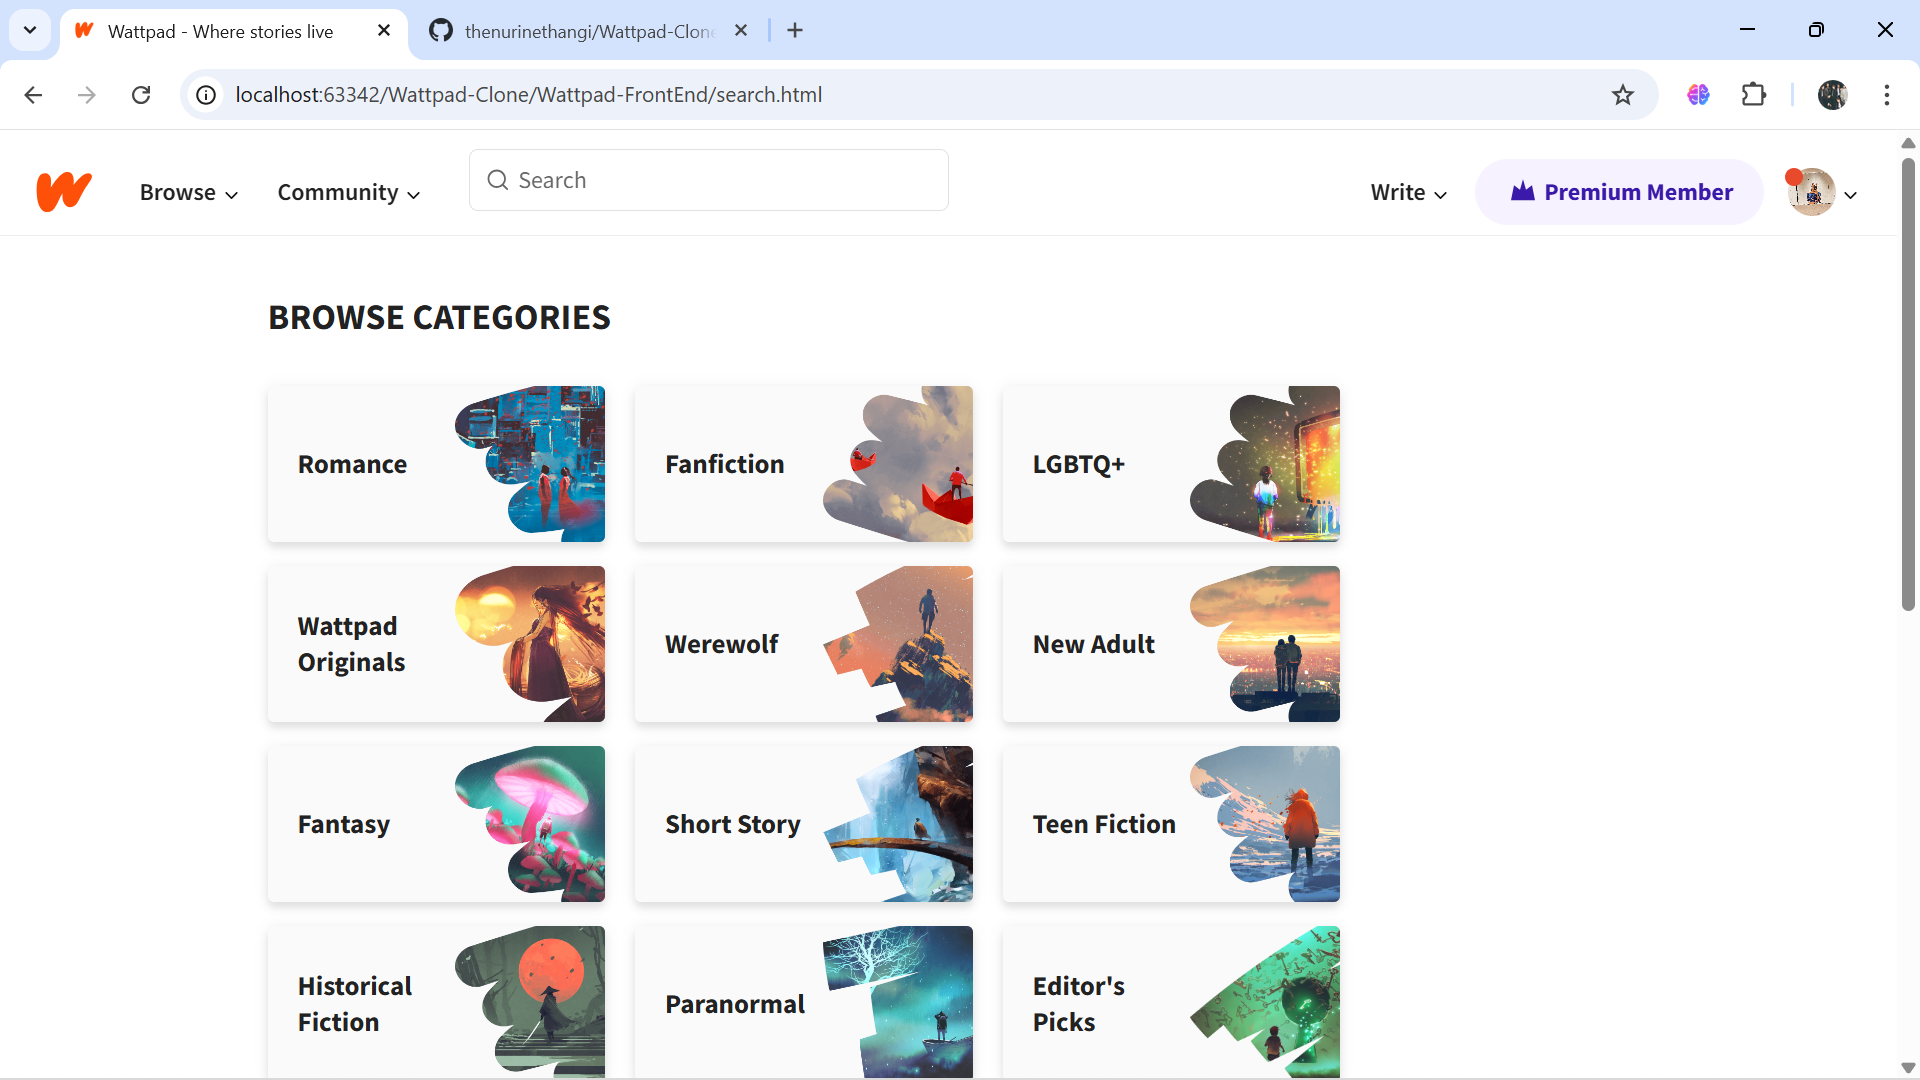 Wattpad - Where stories live
thenurinethangi/Wattpad-Clone
localhost:63342/Wattpad-Clone/Wattpad-FrontEnd/search.html
Browse
Community
Search
Write
Premium Member
BROWSE CATEGORIES
Romance
Fanfiction
LGBTQ+
Wattpad
Originals
Werewolf
New Adult
Fantasy
Short Story
Teen Fiction
Historical
Fiction
Paranormal
Editor's
Picks